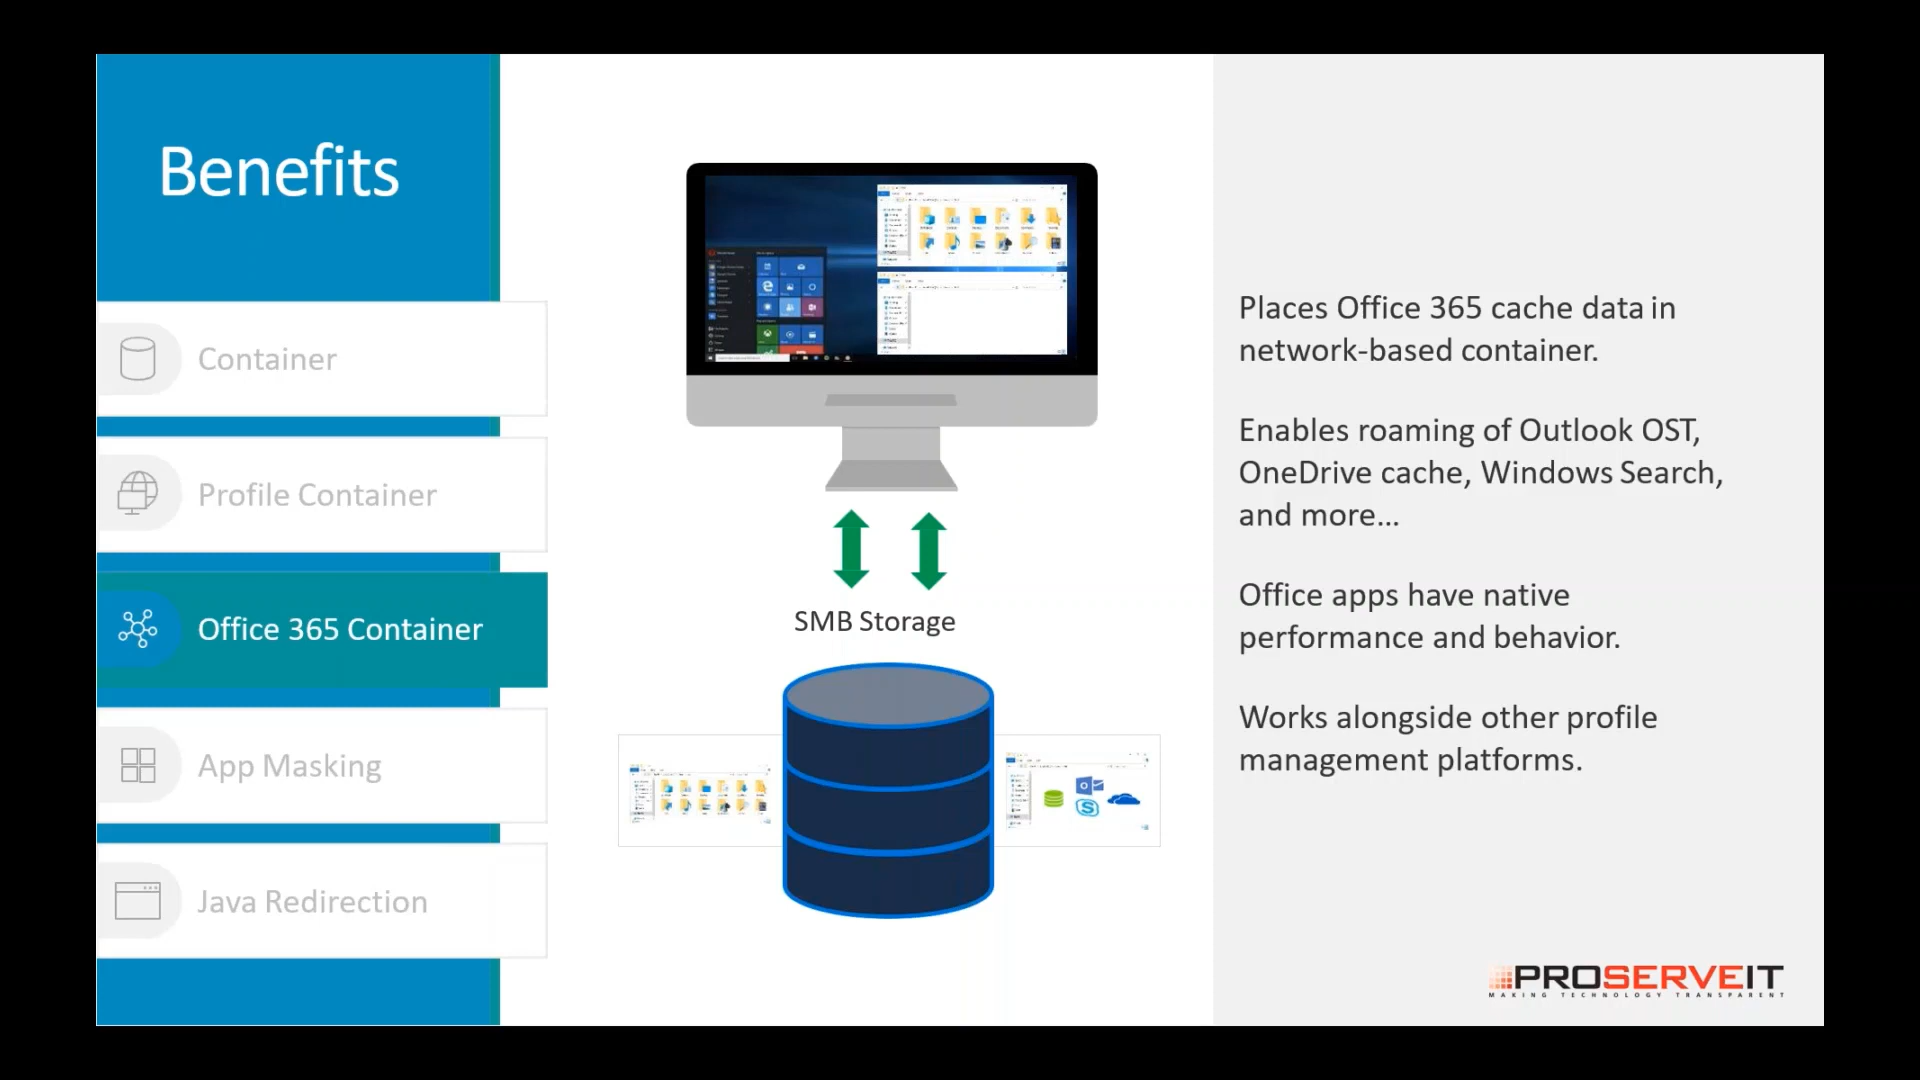 Benefits
Container
Profile Container
Office 365 Container
App Masking
Java Redirection
SMB Storage
Places Office 365 cache data in
network-based container.
Enables roaming of Outlook OST,
OneDrive cache, Windows Search,
and more...
Office apps have native
performance and behavior.
Works alongside other profile
management platforms.
PROSERVEIT
MAKING TECHNOLOGY TRANSPARENT